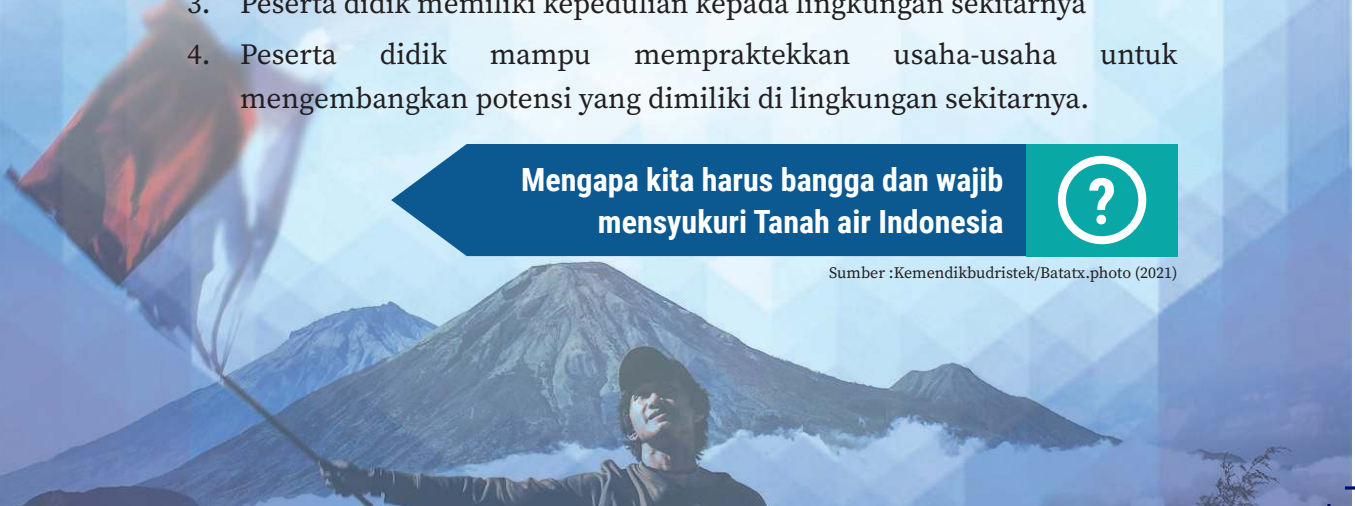 3. Peserta didik memiliki kepedulian kepada lingkungan sekitarnya
4. Peserta didik mampu mempraktekkan usaha-usaha untuk
mengembangkan potensi yang dimiliki di lingkungan sekitarnya.
Mengapa kita harus bangga dan wajib
mensyukuri Tanah air Indonesia
?
Sumber :Kemendikbudristek/Batatx.photo (2021)